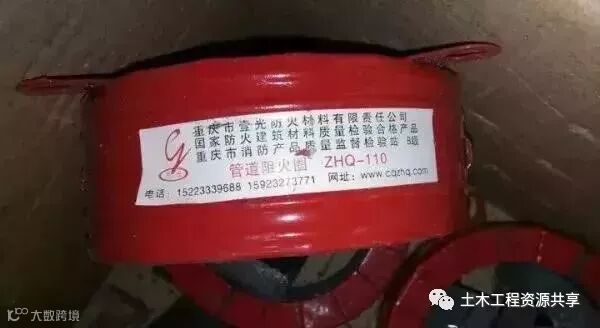 重庆市壹光防火材料有限责任公司
国家防火建筑材料质量检验合格产品
重庆市消防产品质量监督检验站 B级
管道阻火圈 ZHQ-110
电话：15223339688 15923273771 网址：www.cqzhq.com
大数跨境
土木工程资源共享